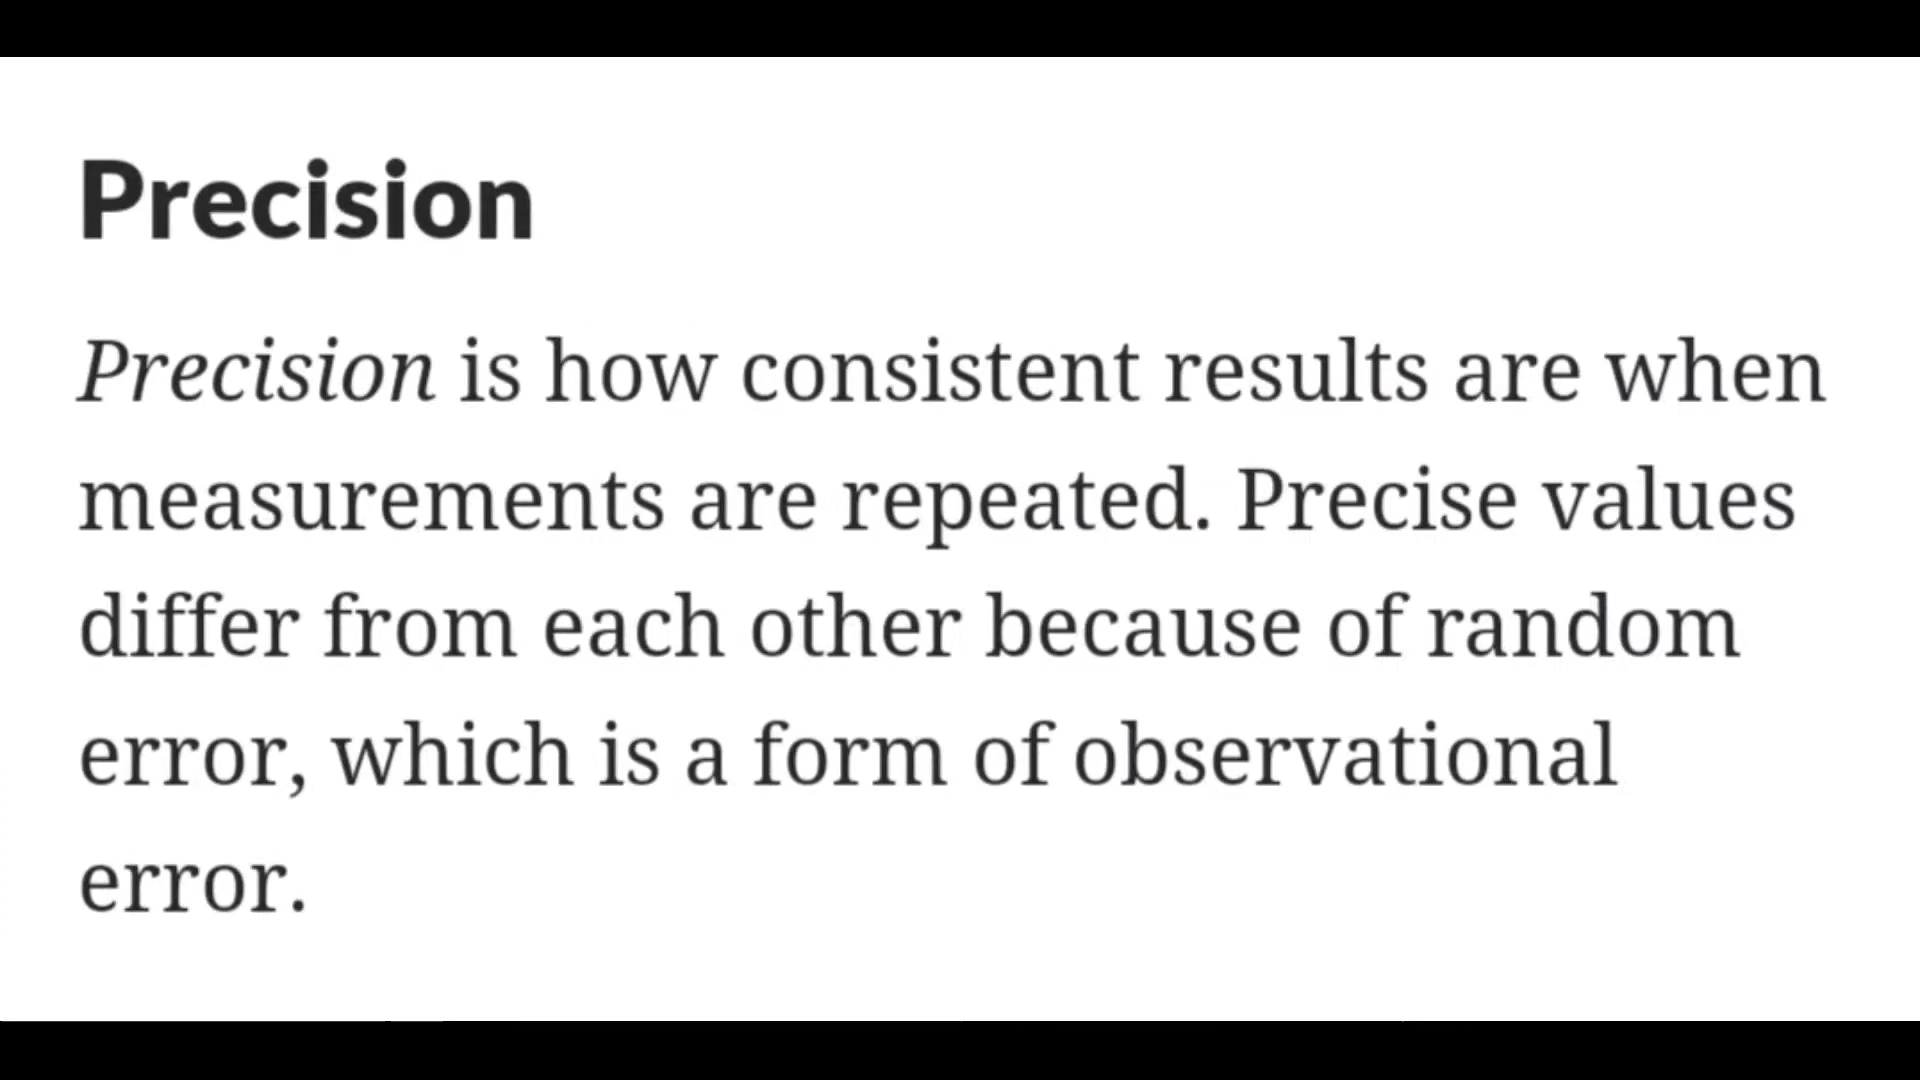 Precision
Precision is how consistent results are when
measurements are repeated. Precise values
differ from each other because of random
error, which is a form of observational
error.